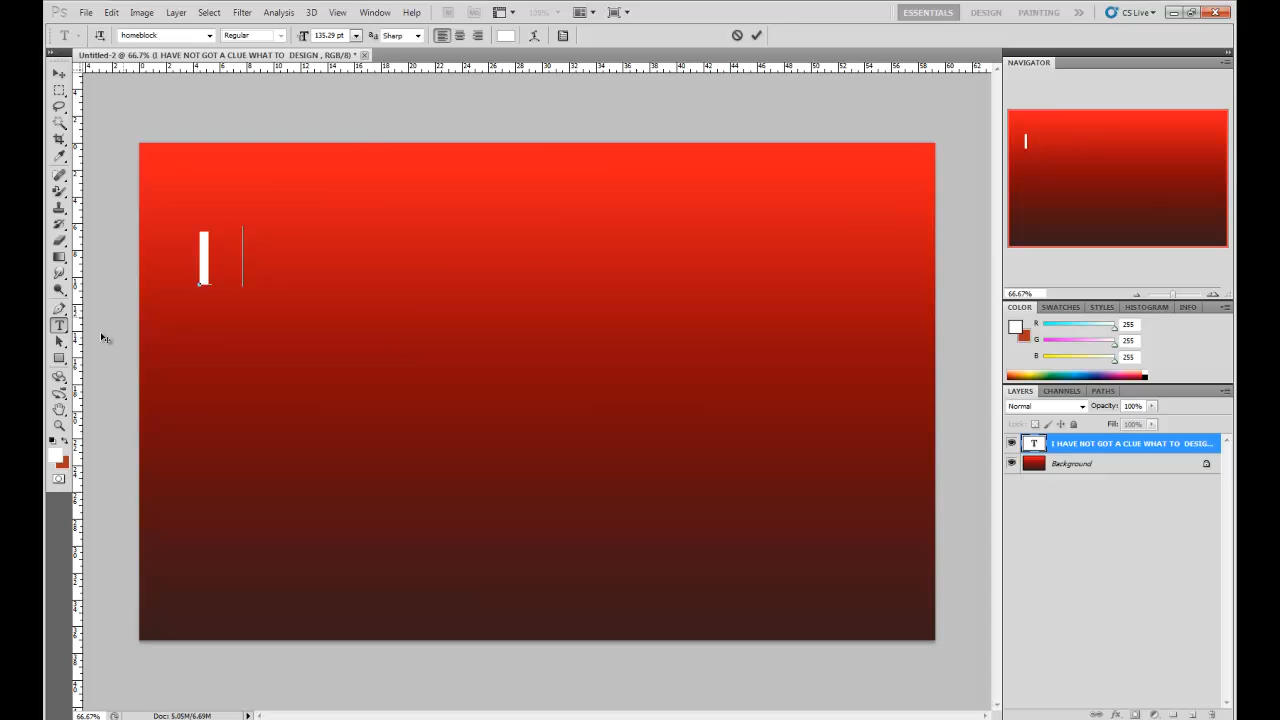 Ps File Edit Image Layer Select Filter Analysis 3D View Window Help ESSENTIALS DESIGN PAINTING CS Live
T homeblock Regular 135.29 pt Sharp
Untitled-2 @ 66.7% (I HAVE NOT GOT A CLUE WHAT TO DESIGN , RGB/8) *
NAVIGATOR
I
66.67%
COLOR SWATCHES STYLES HISTOGRAM INFO
R 255
G 255
B 255
LAYERS CHANNELS PATHS
Normal Opacity: 100%
Lock: Fill: 100%
T I HAVE NOT GOT A CLUE WHAT TO DESIG...
Background
66.67% Doc: 5.05M/6.69M